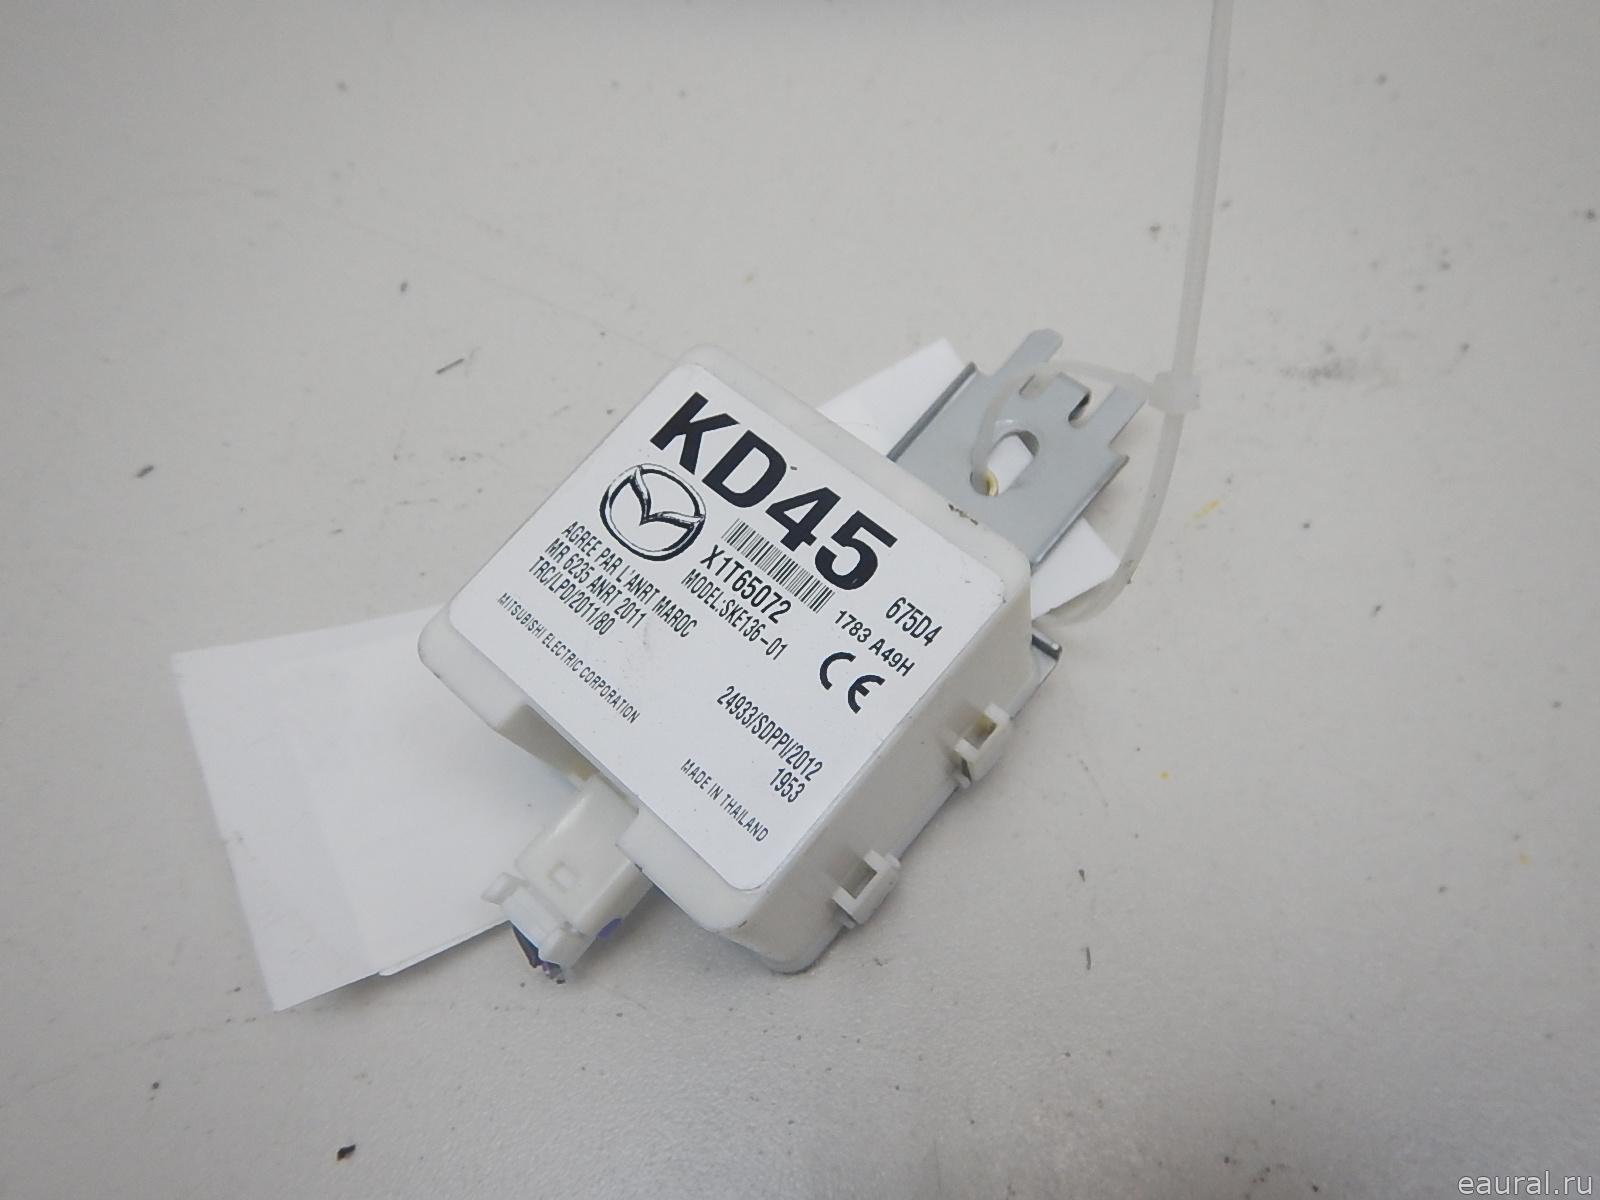 KD45
675D4
X1T65072
1783 A49H
MODEL:SKE136-01
CE
AGREE PAR L'ANRT MAROC
MR 6235 ANRT 2011
TRC/LPD/2011/80
24933/SDPPI/2012
1953
MITSUBISHI ELECTRIC CORPORATION
MADE IN THAILAND
eaural.ru